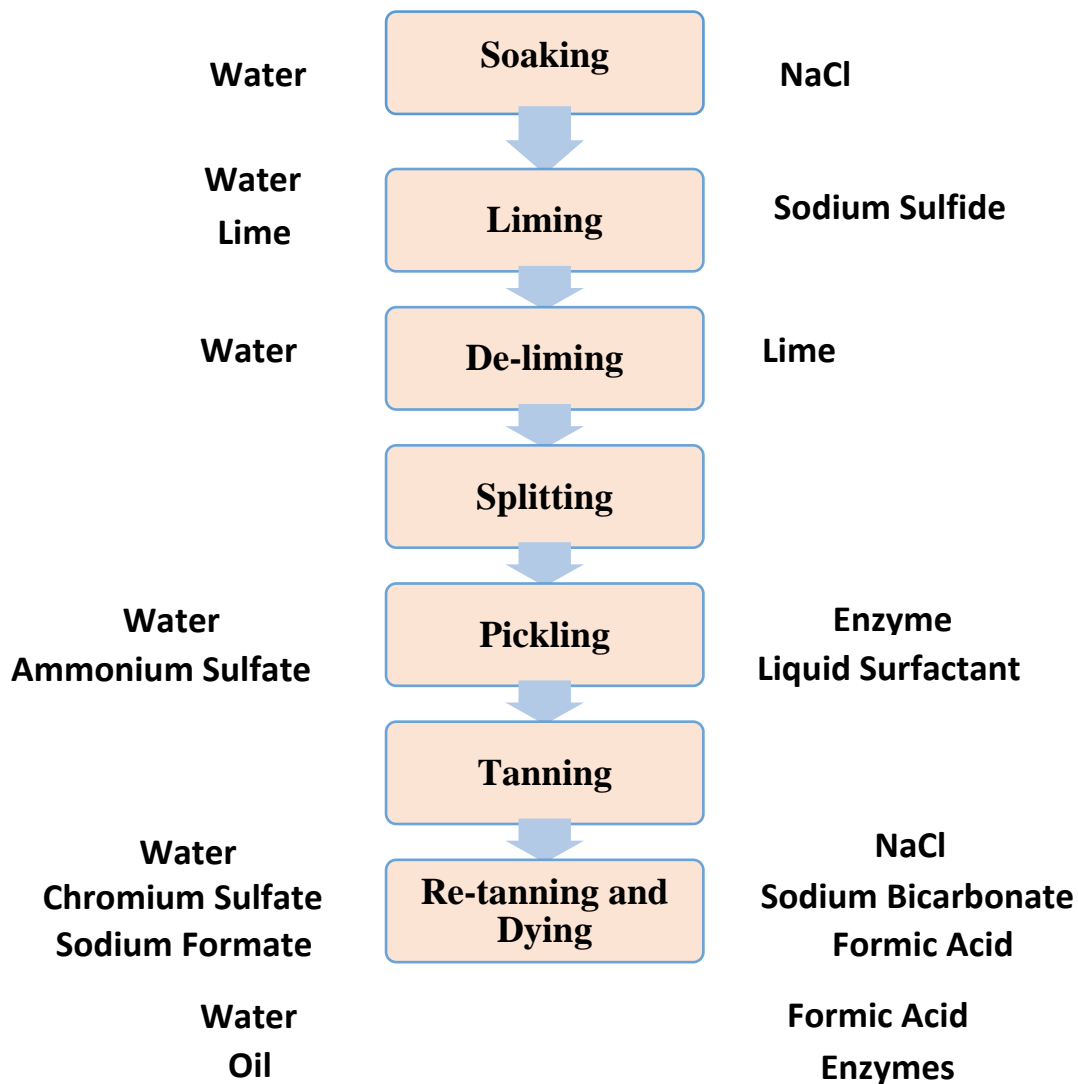 Soaking
Water
NaCl
Water
Lime
Liming
Sodium Sulfide
Water
De-liming
Lime
Splitting
Water
Ammonium Sulfate
Pickling
Enzyme
Liquid Surfactant
Tanning
Water
Chromium Sulfate
Sodium Formate
Re-tanning and
Dying
NaCl
Sodium Bicarbonate
Formic Acid
Water
Oil
Formic Acid
Enzymes